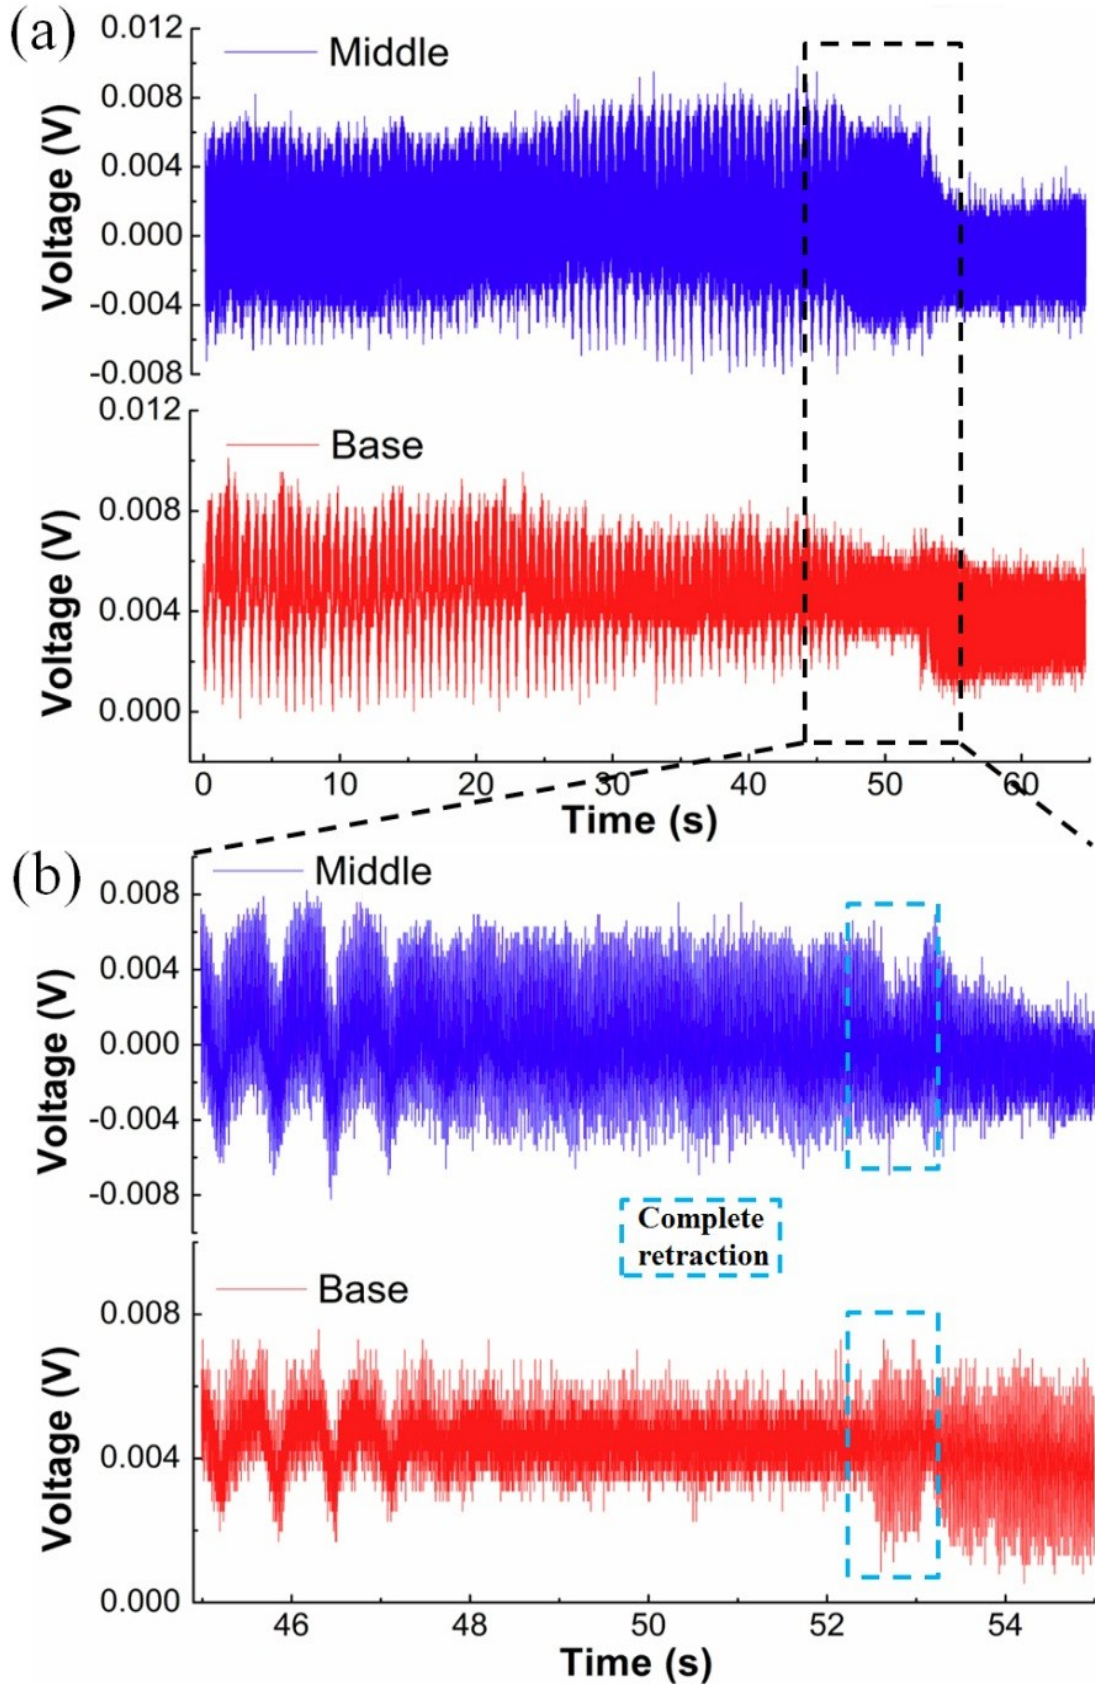 (a)
Middle
0.012
0.008
0.004
0.000
-0.004
-0.008
Voltage (V)
Base
0.012
0.008
0.004
0.000
Voltage (V)
0 10 20 30 40 50 60
Time (s)
(b)
Middle
0.008
0.004
0.000
-0.004
-0.008
Voltage (V)
Complete
retraction
Base
0.008
0.004
0.000
Voltage (V)
46 48 50 52 54
Time (s)